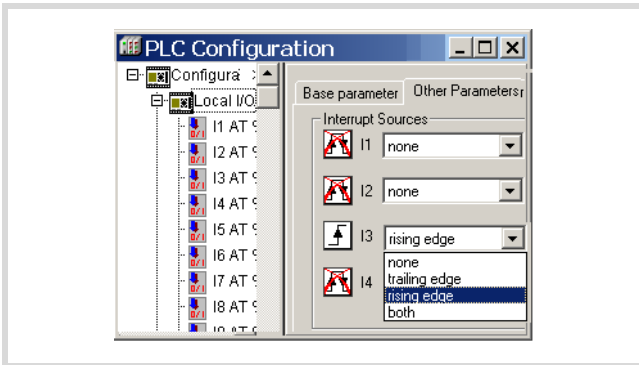 PLC Configuration
Configura
Local I/O
I1 AT %
I2 AT %
I3 AT %
I4 AT %
I5 AT %
I6 AT %
I7 AT %
I8 AT %
Base parameter Other Parameters
Interrupt Sources
I1 none
I2 none
I3 rising edge
none
trailing edge
rising edge
both
I4